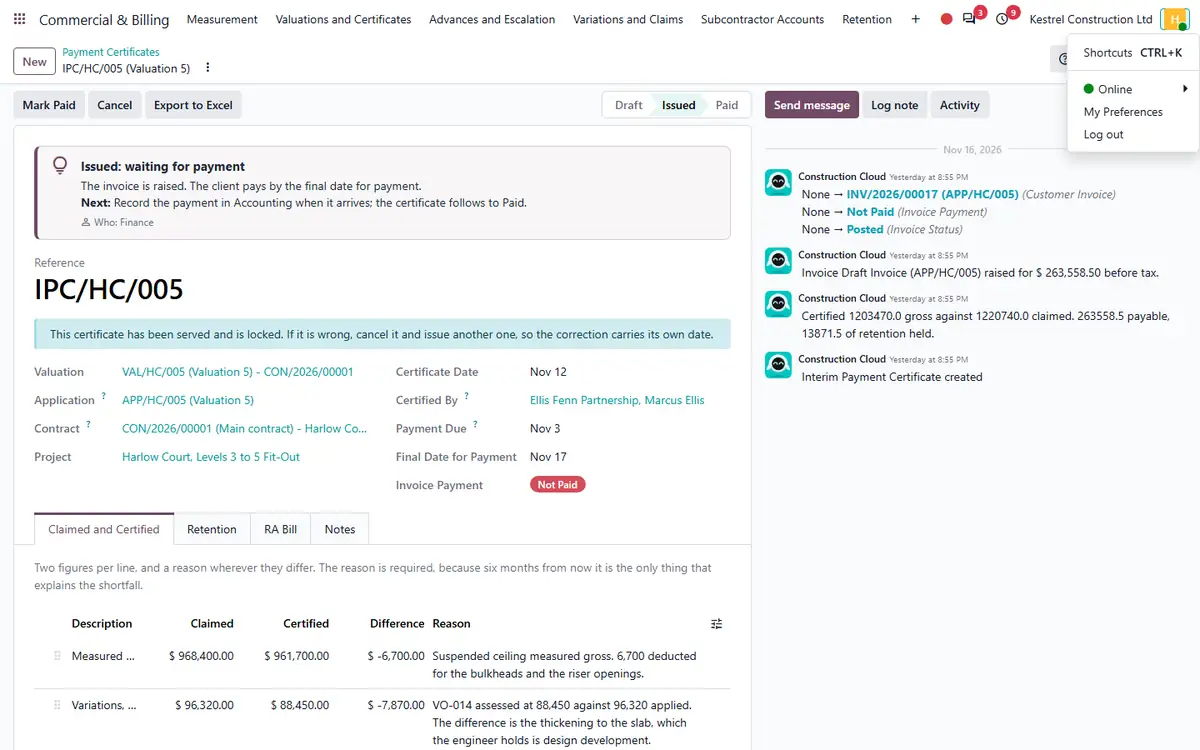 Commercial & Billing Measurement Valuations and Certificates Advances and Escalation Variations and Claims Subcontractor Accounts Retention + 3 9 Kestrel Construction Ltd H
New
Payment Certificates
IPC/HC/005 (Valuation 5)
Shortcuts CTRL+K
Online
My Preferences
Log out
Mark Paid Cancel Export to Excel Draft Issued Paid
Send message Log note Activity
Issued: waiting for payment
The invoice is raised. The client pays by the final date for payment.
Next: Record the payment in Accounting when it arrives; the certificate follows to Paid.
Who: Finance
Reference
IPC/HC/005
This certificate has been served and is locked. If it is wrong, cancel it and issue another one, so the correction carries its own date.
Valuation VAL/HC/005 (Valuation 5) - CON/2026/00001
Application ? APP/HC/005 (Valuation 5)
Contract ? CON/2026/00001 (Main contract) - Harlow Co...
Project Harlow Court, Levels 3 to 5 Fit-Out
Certificate Date Nov 12
Certified By ? Ellis Fenn Partnership, Marcus Ellis
Payment Due ? Nov 3
Final Date for Payment Nov 17
Invoice Payment Not Paid
Claimed and Certified Retention RA Bill Notes
Two figures per line, and a reason wherever they differ. The reason is required, because six months from now it is the only thing that
explains the shortfall.
Description Claimed Certified Difference Reason
Measured ... $ 968,400.00 $ 961,700.00 $ -6,700.00 Suspended ceiling measured gross. 6,700 deducted
for the bulkheads and the riser openings.
Variations, ... $ 96,320.00 $ 88,450.00 $ -7,870.00 VO-014 assessed at 88,450 against 96,320 applied.
The difference is the thickening to the slab, which
the engineer holds is design development.
Nov 16, 2026
Construction Cloud Yesterday at 8:55 PM
None → INV/2026/00017 (APP/HC/005) (Customer Invoice)
None → Not Paid (Invoice Payment)
None → Posted (Invoice Status)
Construction Cloud Yesterday at 8:55 PM
Invoice Draft Invoice (APP/HC/005) raised for $ 263,558.50 before tax.
Construction Cloud Yesterday at 8:55 PM
Certified 1203470.0 gross against 1220740.0 claimed. 263558.5 payable,
13871.5 of retention held.
Construction Cloud Yesterday at 8:55 PM
Interim Payment Certificate created